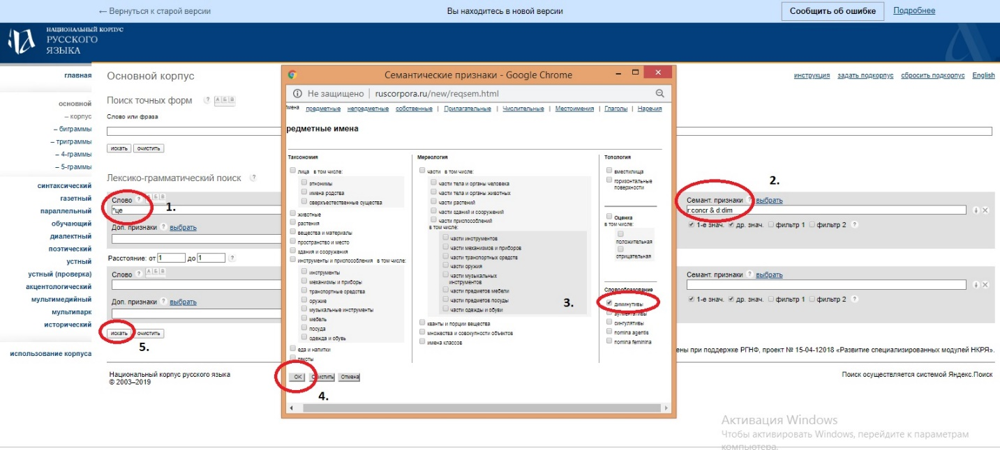 ← Вернуться к старой версии
Вы находитесь в новой версии
Сообщить об ошибке
Подробнее
НАЦИОНАЛЬНЫЙ КОРПУС
РУССКОГО
ЯЗЫКА
главная
основной
– корпус
– биграммы
– триграммы
– 4-граммы
– 5-граммы
синтаксический
газетный
параллельный
обучающий
диалектный
поэтический
устный
устный (проверка)
акцентологический
мультимедийный
мультипарк
исторический
использование корпуса
Основной корпус
инструкция задать подкорпус сбросить подкорпус English
Поиск точных форм ? А Б В
Слово или фраза
искать очистить
Лексико-грамматический поиск ?
Слово ? А Б В
1.
*це
Доп. признаки ? выбрать
2.
Семант. признаки ? выбрать
r:concr & d:dim
1-е знач. др. знач. фильтр 1 фильтр 2 ?
Расстояние: от 1 до 1 ?
Слово ? А Б В
Доп. признаки ? выбрать
Семант. признаки ? выбрать
1-е знач. др. знач. фильтр 1 фильтр 2 ?
искать очистить
5.
Семантические признаки - Google Chrome
Не защищено | ruscorpora.ru/new/reqsem.html
мена предметные непредметные собственные | Прилагательные | Числительные | Местоимения | Глаголы | Наречия
редметные имена
Таксономия
лица в том числе:
этнонимы
имена родства
сверхъестественные существа
животные
растения
вещества и материалы
пространство и место
здания и сооружения
инструменты и приспособления в том числе:
инструменты
механизмы и приборы
транспортные средства
оружие
музыкальные инструменты
мебель
посуда
одежда и обувь
еда и напитки
тексты
Мереология
части в том числе:
части тела и органы человека
части тела и органы животных
части растений
части зданий и сооружений
части приспособлений
в том числе:
части инструментов
части механизмов и приборов
части транспортных средств
части оружия
части музыкальных
инструментов
части предметов мебели
части предметов посуды
части одежды и обуви
кванты и порции вещества
множества и совокупности объектов
имена классов
Топология
вместилища
горизонтальные
поверхности
Оценка
в том числе:
положительная
отрицательная
Словообразование
3.
диминутивы
аугментативы
сингулятивы
nomina agentis
nomina feminina
OK Очистить Отмена
4.
ены при поддержке РГНФ, проект № 15-04-12018 «Развитие специализированных модулей НКРЯ».
Национальный корпус русского языка
© 2003–2019
Поиск осуществляется системой Яндекс.Поиск
Активация Windows
Чтобы активировать Windows, перейдите к параметрам
компьютера.